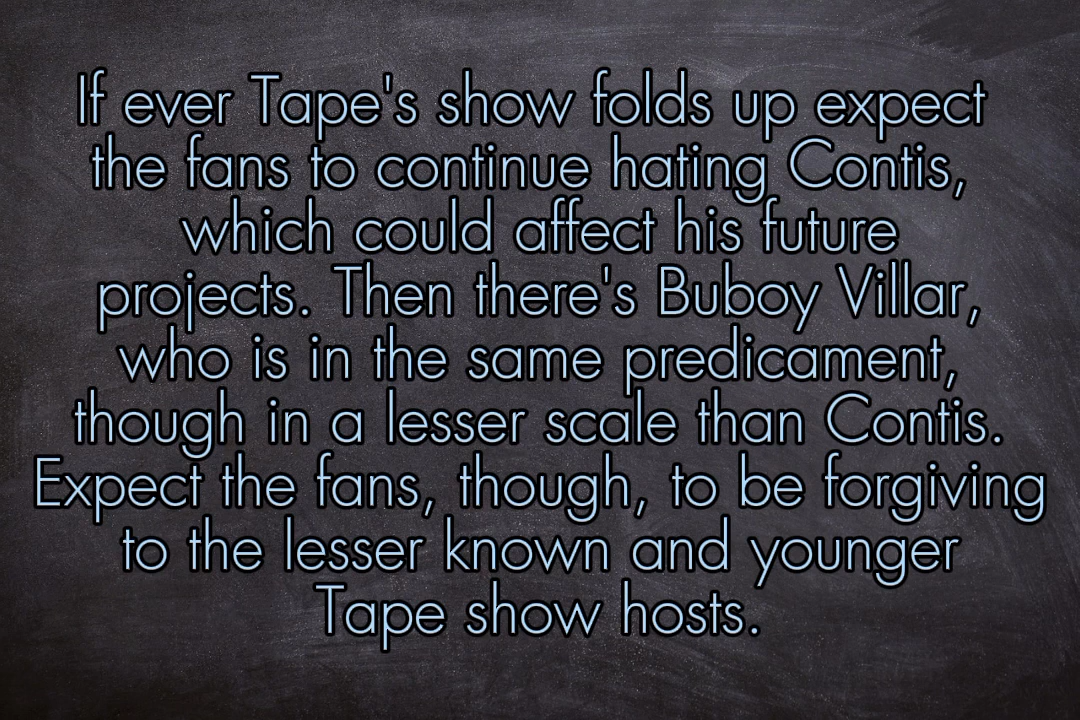 If ever Tape's show folds up expect
the fans to continue hating Contis,
which could affect his future
projects. Then there's Buboy Villar,
who is in the same predicament,
though in a lesser scale than Contis.
Expect the fans, though, to be forgiving
to the lesser known and younger
Tape show hosts.